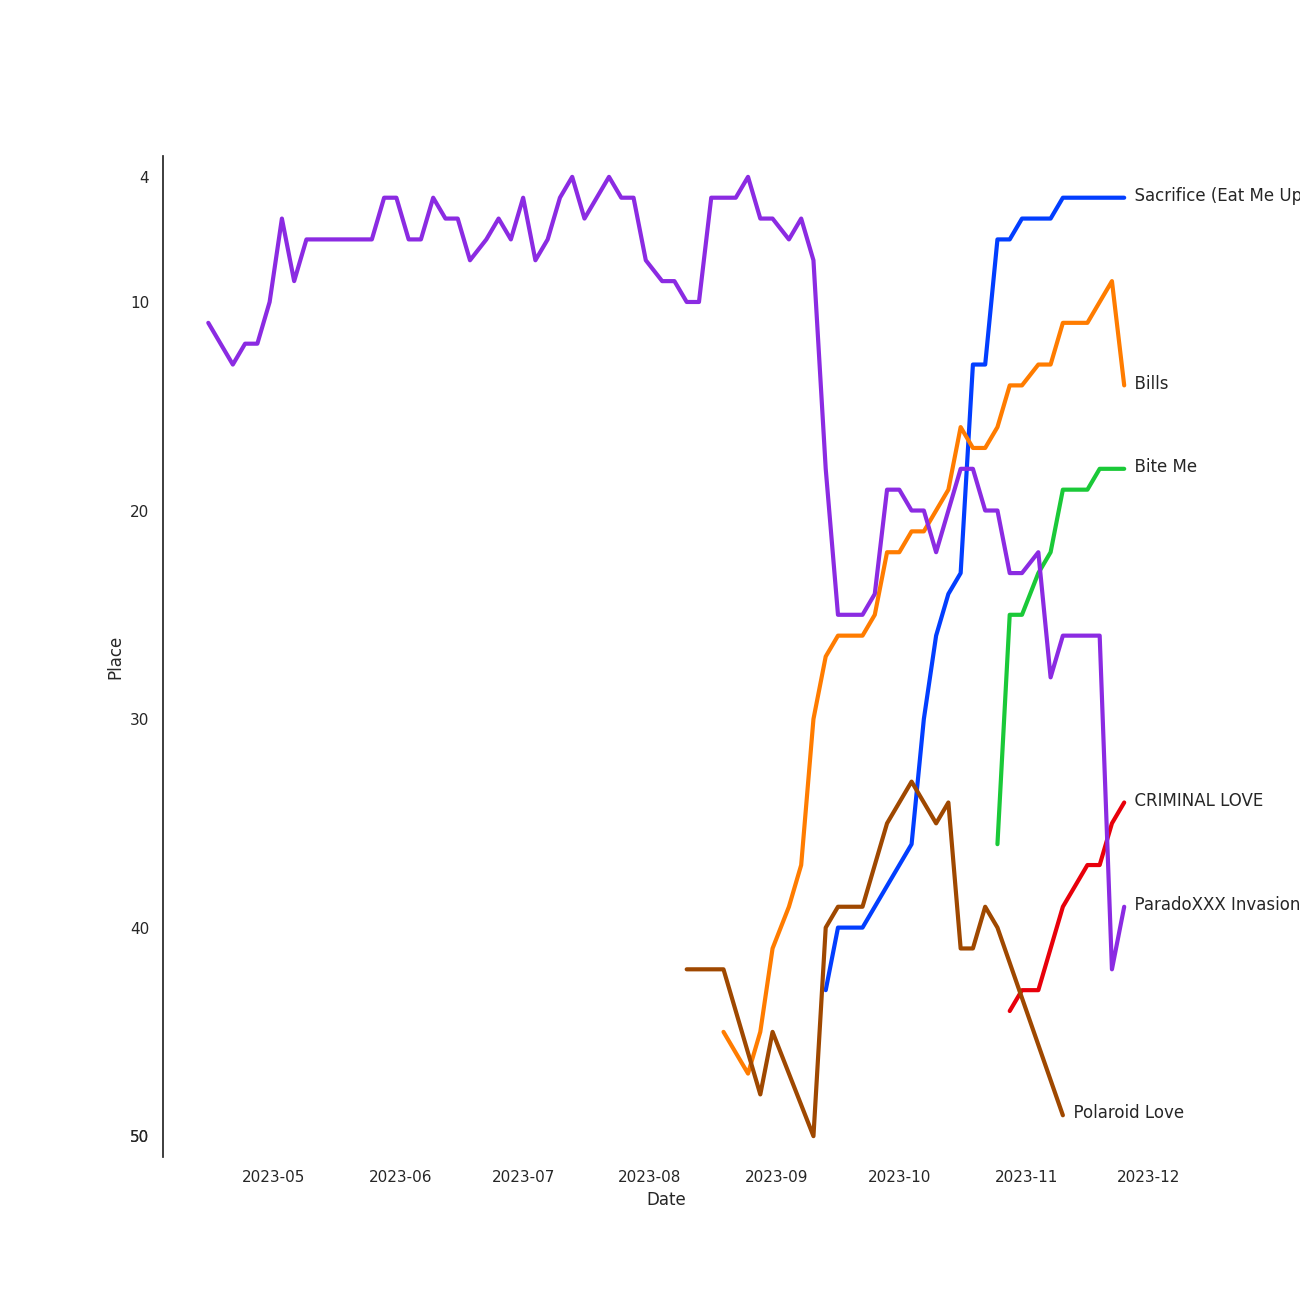 4
Sacrifice (Eat Me Up
10
Bills
Bite Me
20
Place
30
CRIMINAL LOVE
ParadoXXX Invasion
40
Polaroid Love
50
2023-05 2023-06 2023-07 2023-08 2023-09 2023-10 2023-11 2023-12
Date